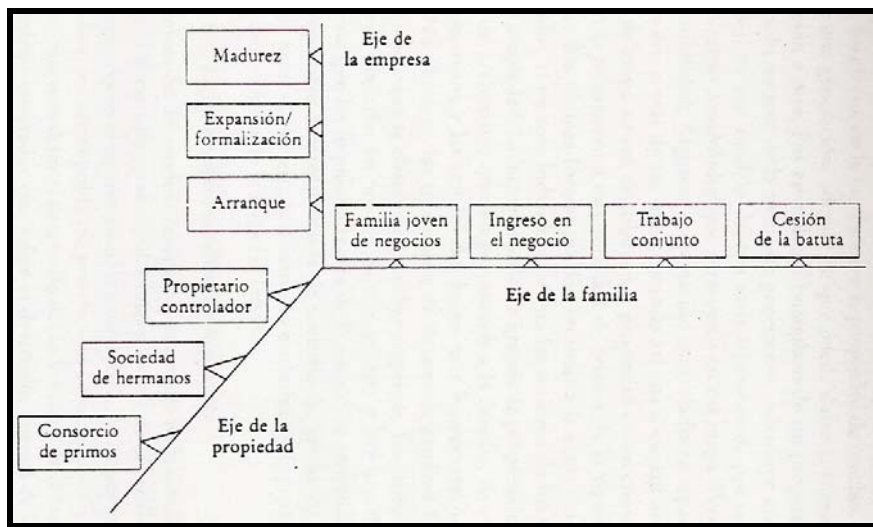 Madurez
Eje de
la empresa
Expansión/
formalización
Arranque
Familia joven
de negocios
Ingreso en
el negocio
Trabajo
conjunto
Cesión
de la batuta
Eje de la familia
Propietario
controlador
Sociedad
de hermanos
Consorcio
de primos
Eje de la
propiedad